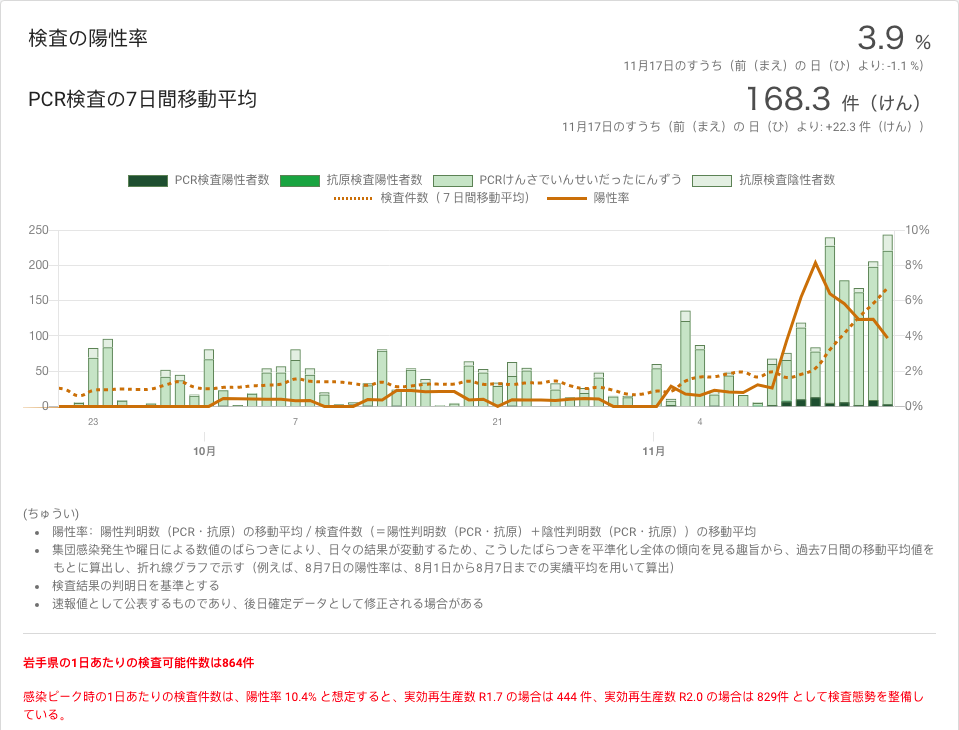 検査の陽性率
3.9 %
11月17日のすうち（前（まえ）の 日（ひ）より: -1.1 %）
PCR検査の7日間移動平均
168.3 件（けん）
11月17日のすうち（前（まえ）の 日（ひ）より: +22.3 件（けん））
PCR検査陽性者数 抗原検査陽性者数 PCRけんさでいんせいだったにんずう 抗原検査陰性者数
検査件数（７日間移動平均） 陽性率
250 10%
200 8%
150 6%
100 4%
50 2%
0 0%
23 7 21 4
10月 11月
(ちゅうい)
• 陽性率：陽性判明数（PCR・抗原）の移動平均 / 検査件数（＝陽性判明数（PCR・抗原）＋陰性判明数（PCR・抗原））の移動平均
• 集団感染発生や曜日による数値のばらつきにより、日々の結果が変動するため、こうしたばらつきを平準化し全体の傾向を見る趣旨から、過去7日間の移動平均値を
もとに算出し、折れ線グラフで示す（例えば、8月7日の陽性率は、8月1日から8月7日までの実績平均を用いて算出）
• 検査結果の判明日を基準とする
• 速報値として公表するものであり、後日確定データとして修正される場合がある
岩手県の1日あたりの検査可能件数は864件
感染ピーク時の1日あたりの検査件数は、陽性率 10.4% と想定すると、実効再生産数 R1.7 の場合は 444 件、実効再生産数 R2.0 の場合は 829件 として検査態勢を整備し
ている。